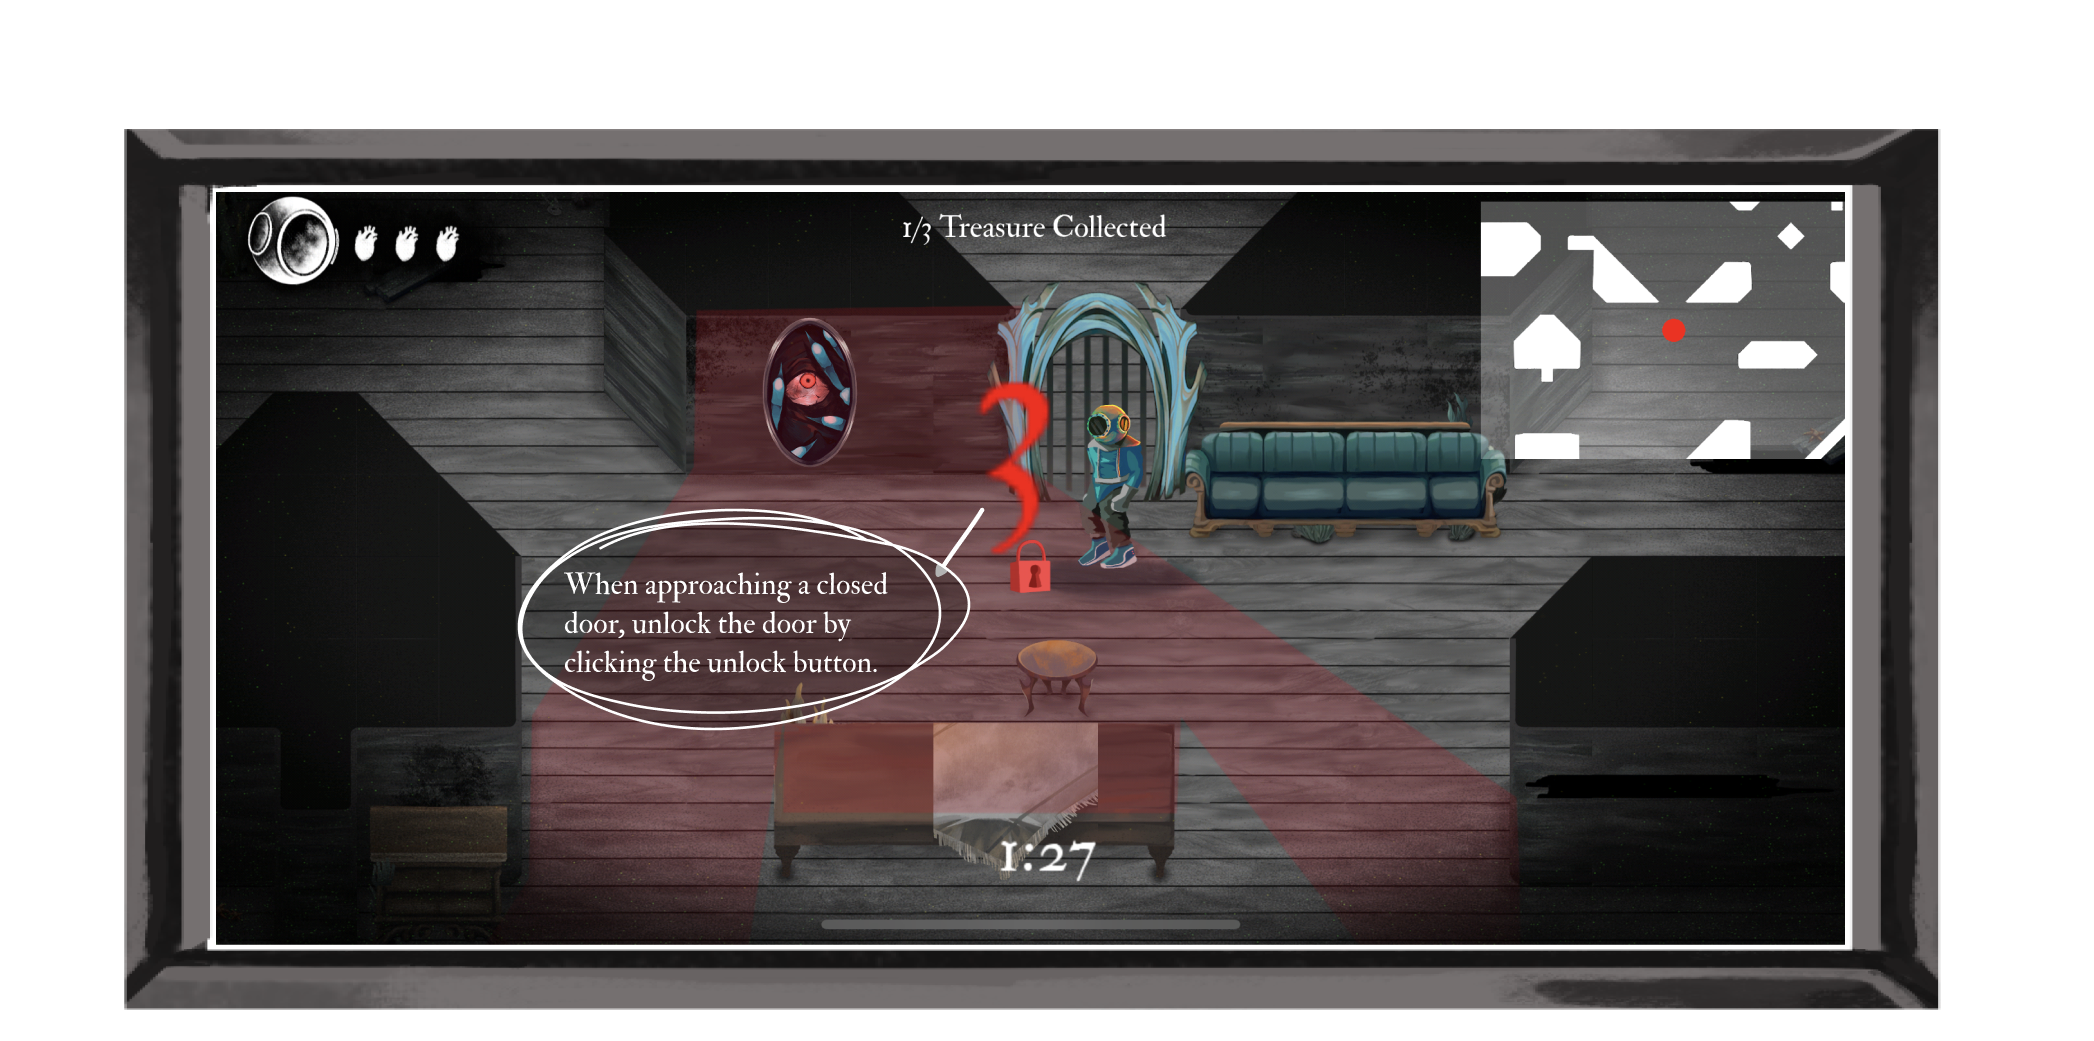 1/3 Treasure Collected
3
When approaching a closed
door, unlock the door by
clicking the unlock button.
1:27